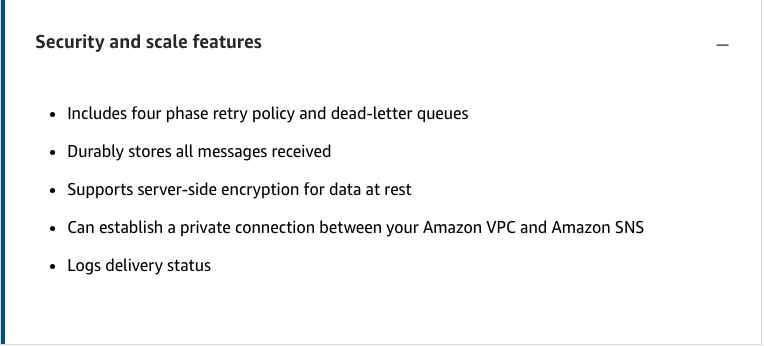 Security and scale features
• Includes four phase retry policy and dead-letter queues
• Durably stores all messages received
• Supports server-side encryption for data at rest
• Can establish a private connection between your Amazon VPC and Amazon SNS
• Logs delivery status